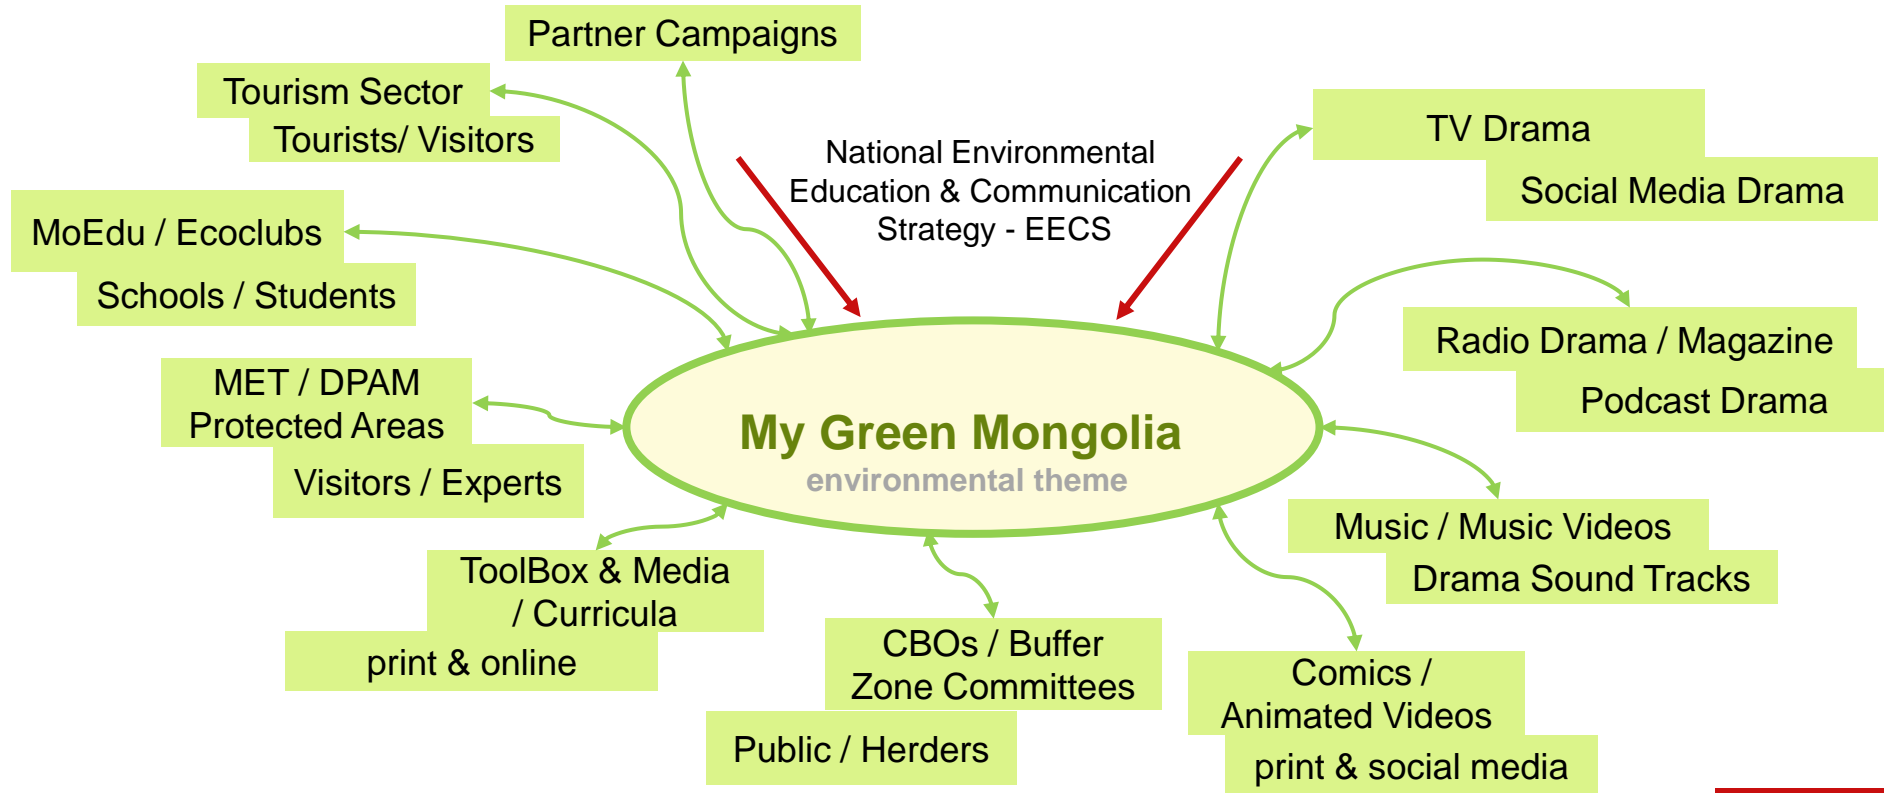 Partner Campaigns
Tourism Sector
Tourists/ Visitors
National Environmental
Education & Communication
Strategy - EECS
TV Drama
Social Media Drama
MoEdu / Ecoclubs
Schools / Students
Radio Drama / Magazine
Podcast Drama
MET / DPAM
Protected Areas
Visitors / Experts
My Green Mongolia
environmental theme
Music / Music Videos
Drama Sound Tracks
ToolBox & Media
/ Curricula
print & online
CBOs / Buffer
Zone Committees
Public / Herders
Comics /
Animated Videos
print & social media